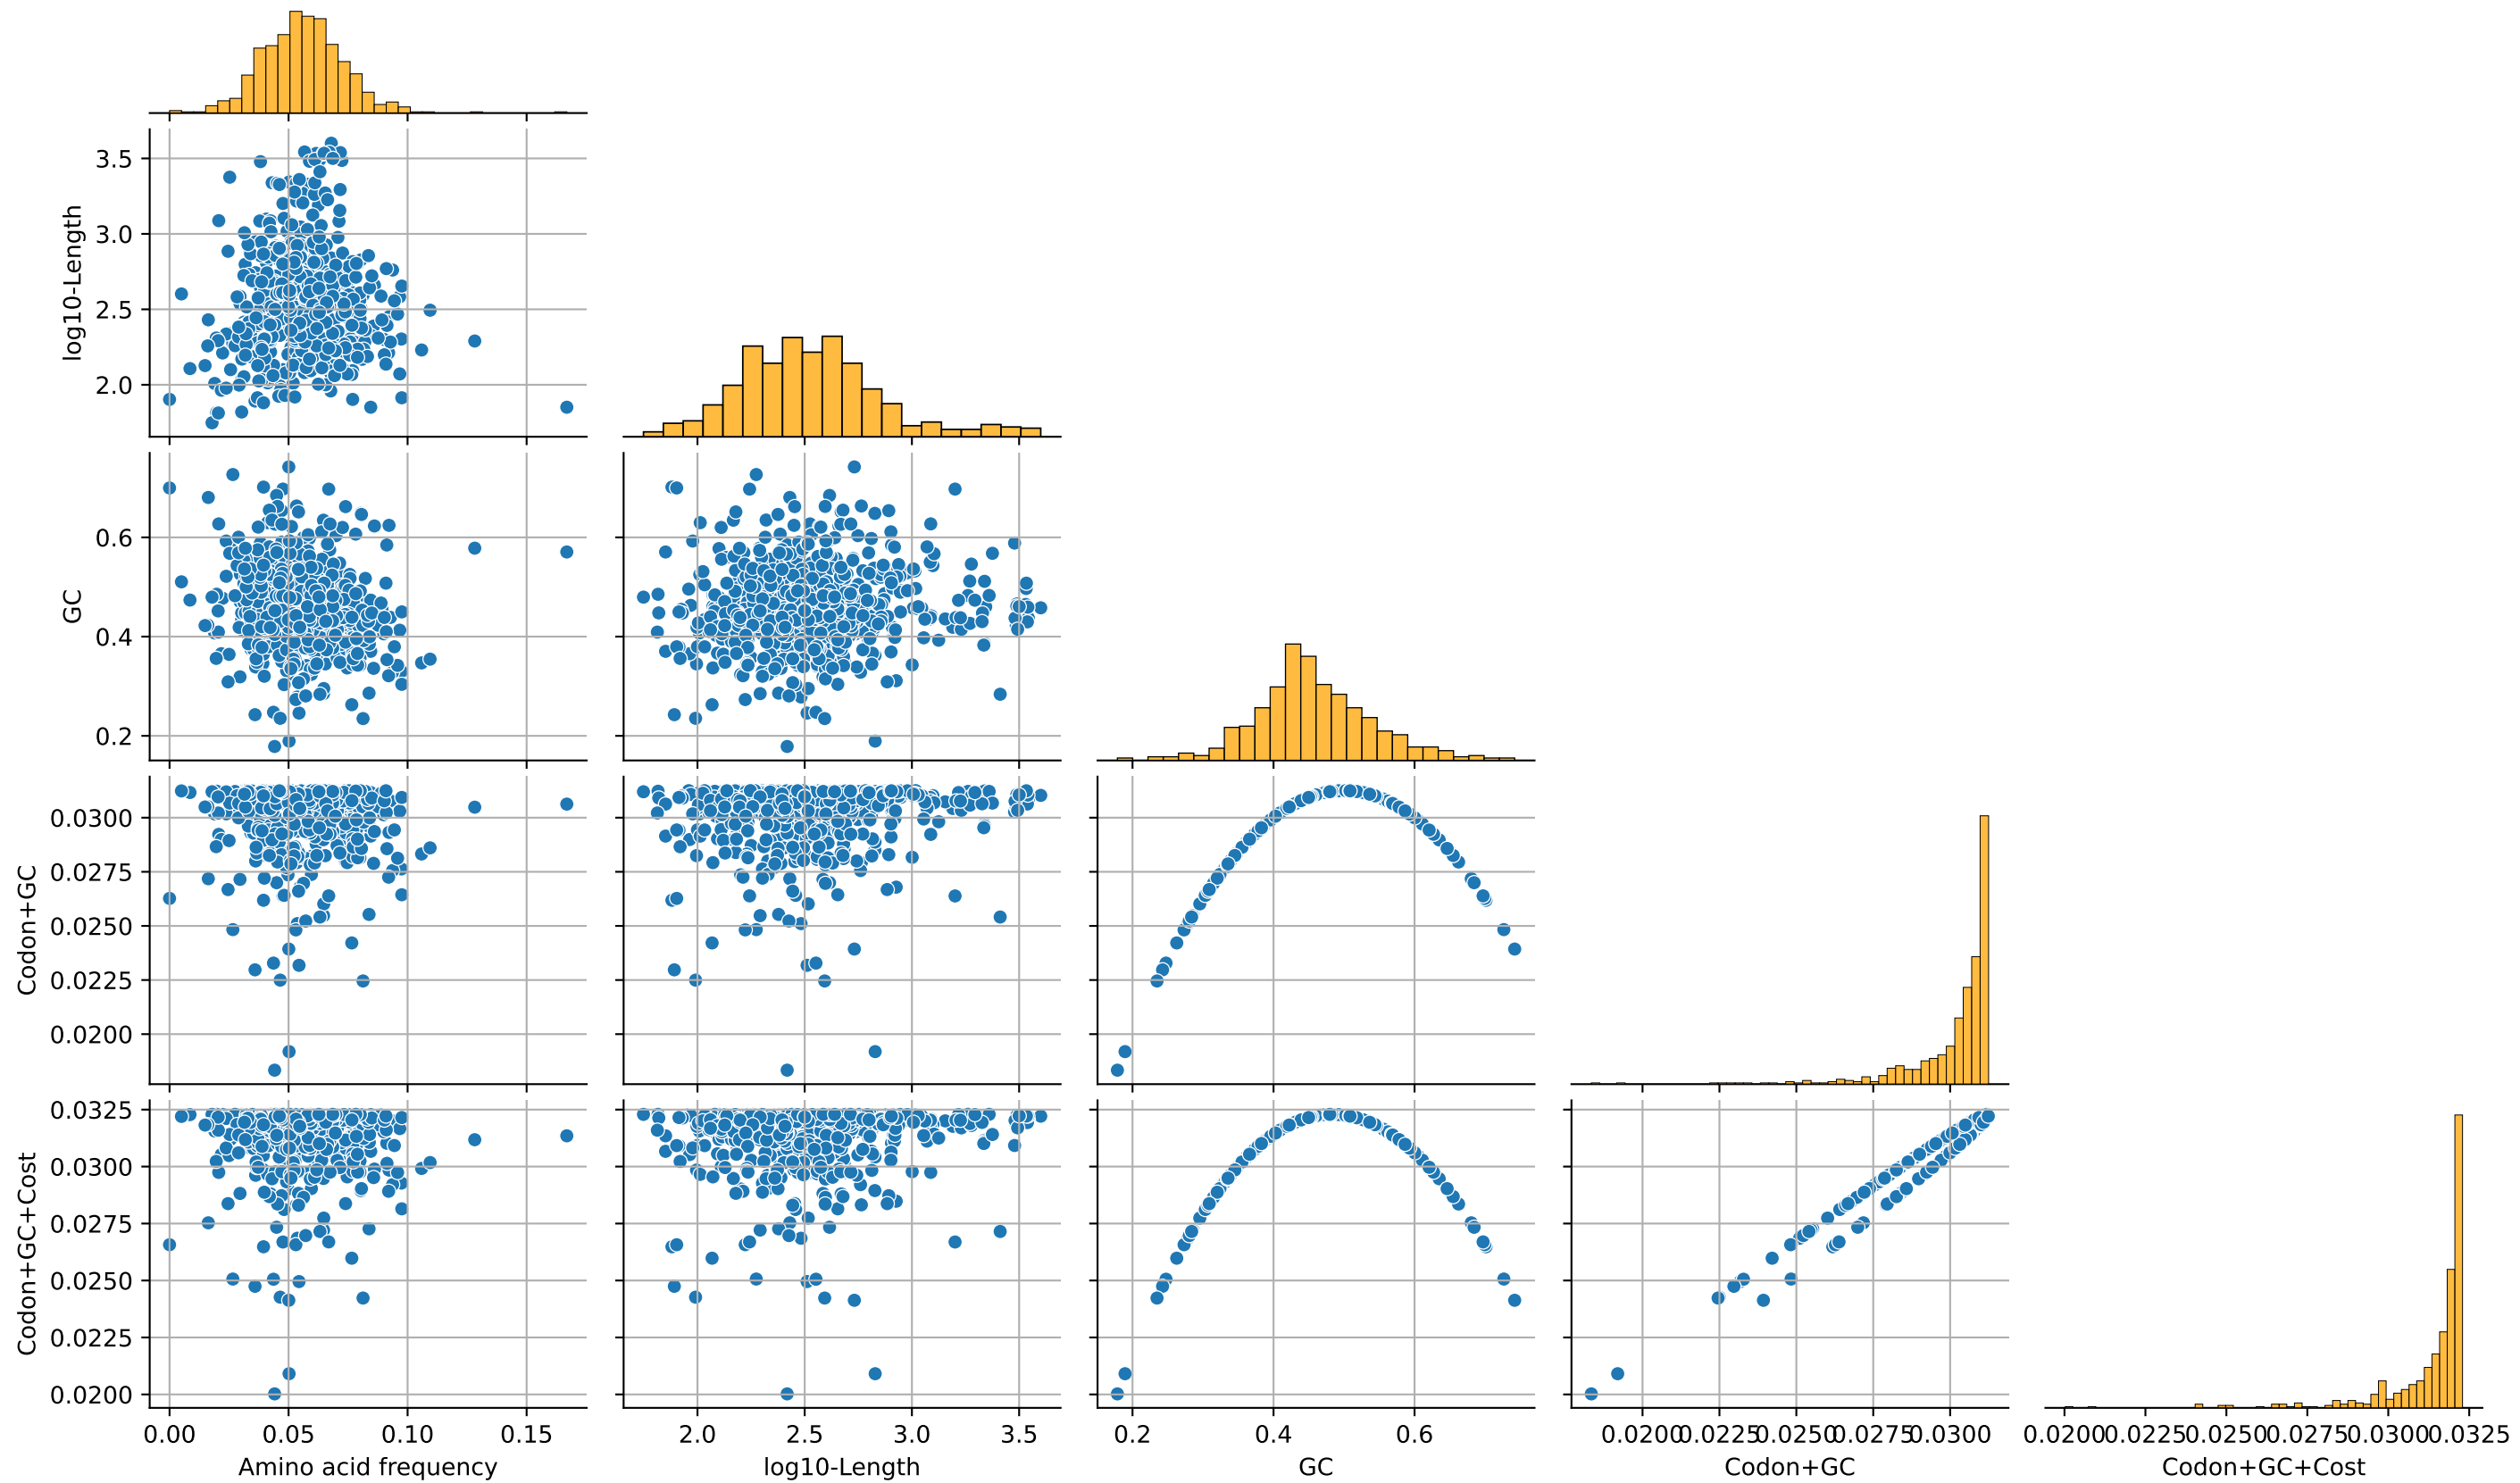 3.5
3.0
2.5
2.0
log10-Length
0.6
0.4
0.2
GC
0.0300
0.0275
0.0250
0.0225
0.0200
Codon+GC
0.0325
0.0300
0.0275
0.0250
0.0225
0.0200
Codon+GC+Cost
0.00 0.05 0.10 0.15
2.0 2.5 3.0 3.5
0.2 0.4 0.6
0.0200 0.0225 0.0250 0.0275 0.0300
0.0200 0.0225 0.0250 0.0275 0.0300 0.0325
Amino acid frequency
log10-Length
GC
Codon+GC
Codon+GC+Cost